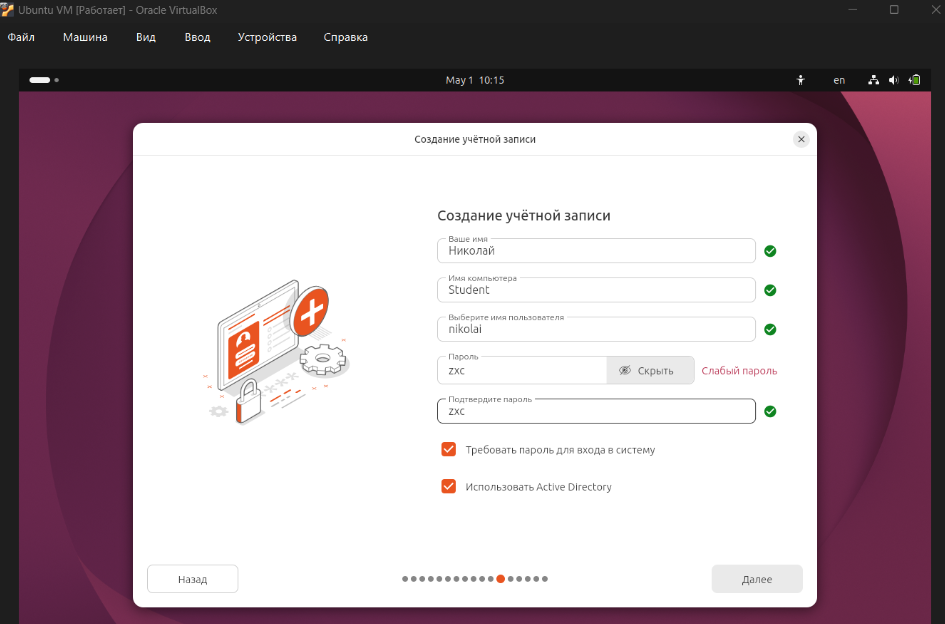 Ubuntu VM [Работает] - Oracle VirtualBox
Файл Машина Вид Ввод Устройства Справка
May 1 10:15 en
Создание учётной записи
Создание учётной записи
Ваше имя
Николай
Имя компьютера
Student
Выберите имя пользователя
nikolai
Пароль
zxc Скрыть Слабый пароль
Подтвердите пароль
zxc
Требовать пароль для входа в систему
Использовать Active Directory
Назад Далее